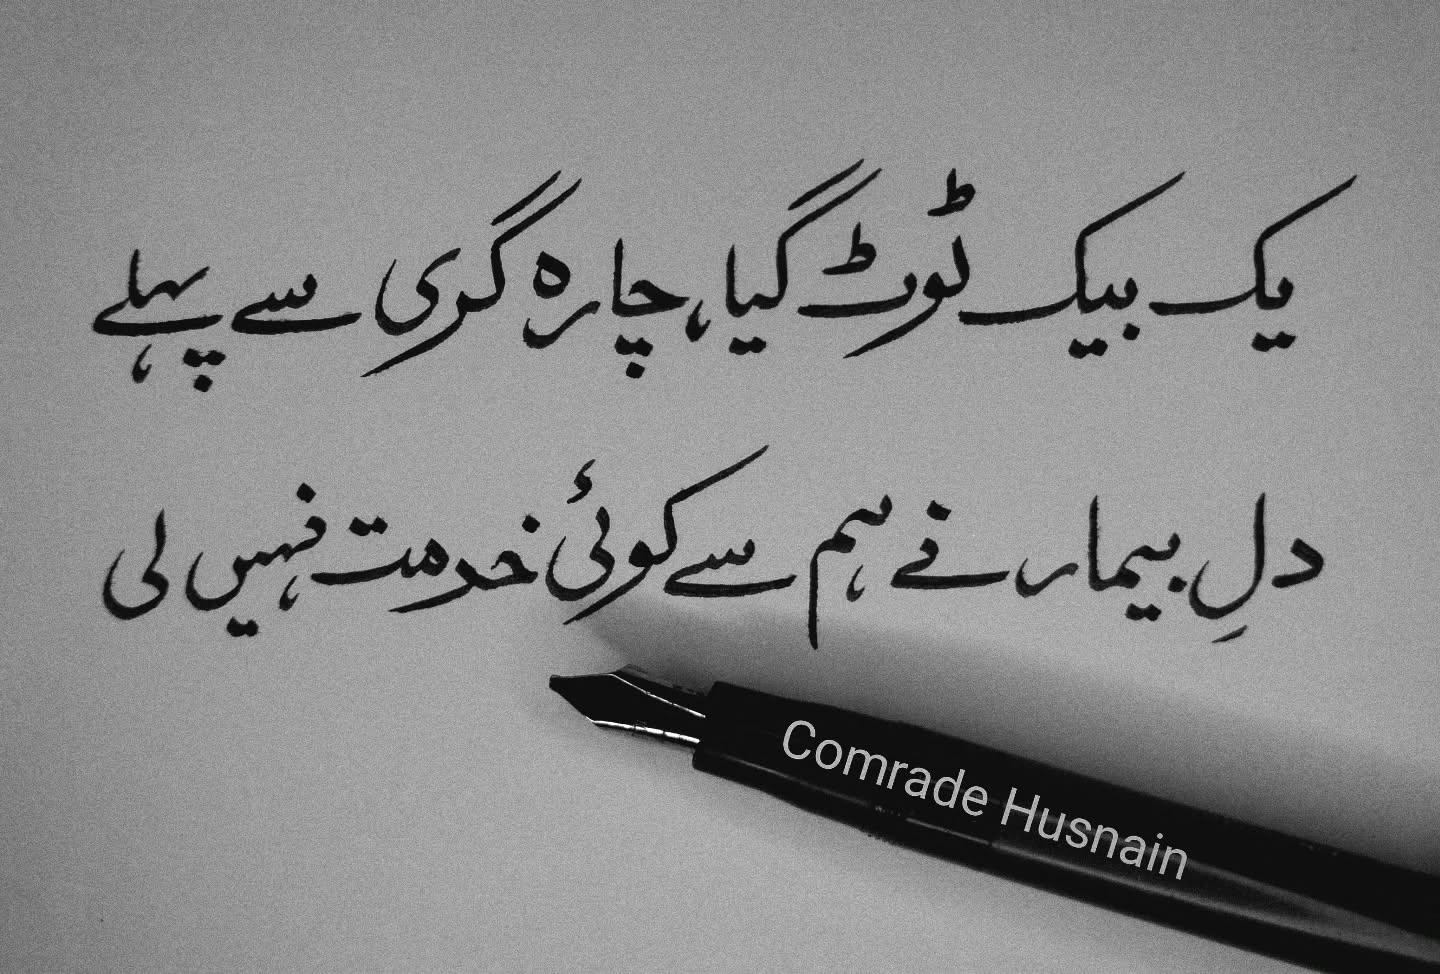 یک بیک ٹوٹ گیا، چارہ گری سے پہلے
دلِ بیمار نے ہم سے کوئی خدمت نہیں لی
Comrade Husnain